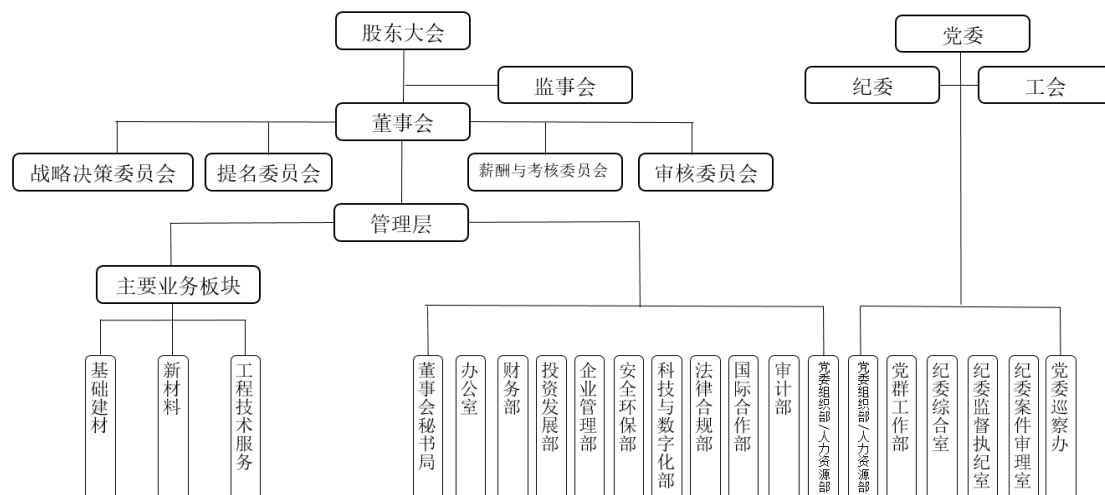 股东大会
党委
监事会
纪委
工会
董事会
战略决策委员会
提名委员会
薪酬与考核委员会
审核委员会
管理层
主要业务板块
基础建材
新材料
工程技术服务
董事会秘书局
办公室
财务部
投资发展部
企业管理部
安全环保部
科技与数字化部
法律合规部
国际合作部
审计部
党委组织部/人力资源部
党委组织部/人力资源部
党群工作部
纪委综合室
纪委监督执纪室
纪委案件审理室
党委巡察办